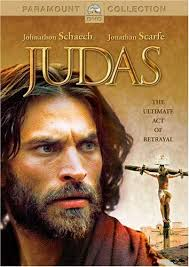 PARAMOUNT COLLECTION
DVD
Johnathon Schaech Jonathan Scarfe
JUDAS
THE
ULTIMATE
ACT OF
BETRAYAL